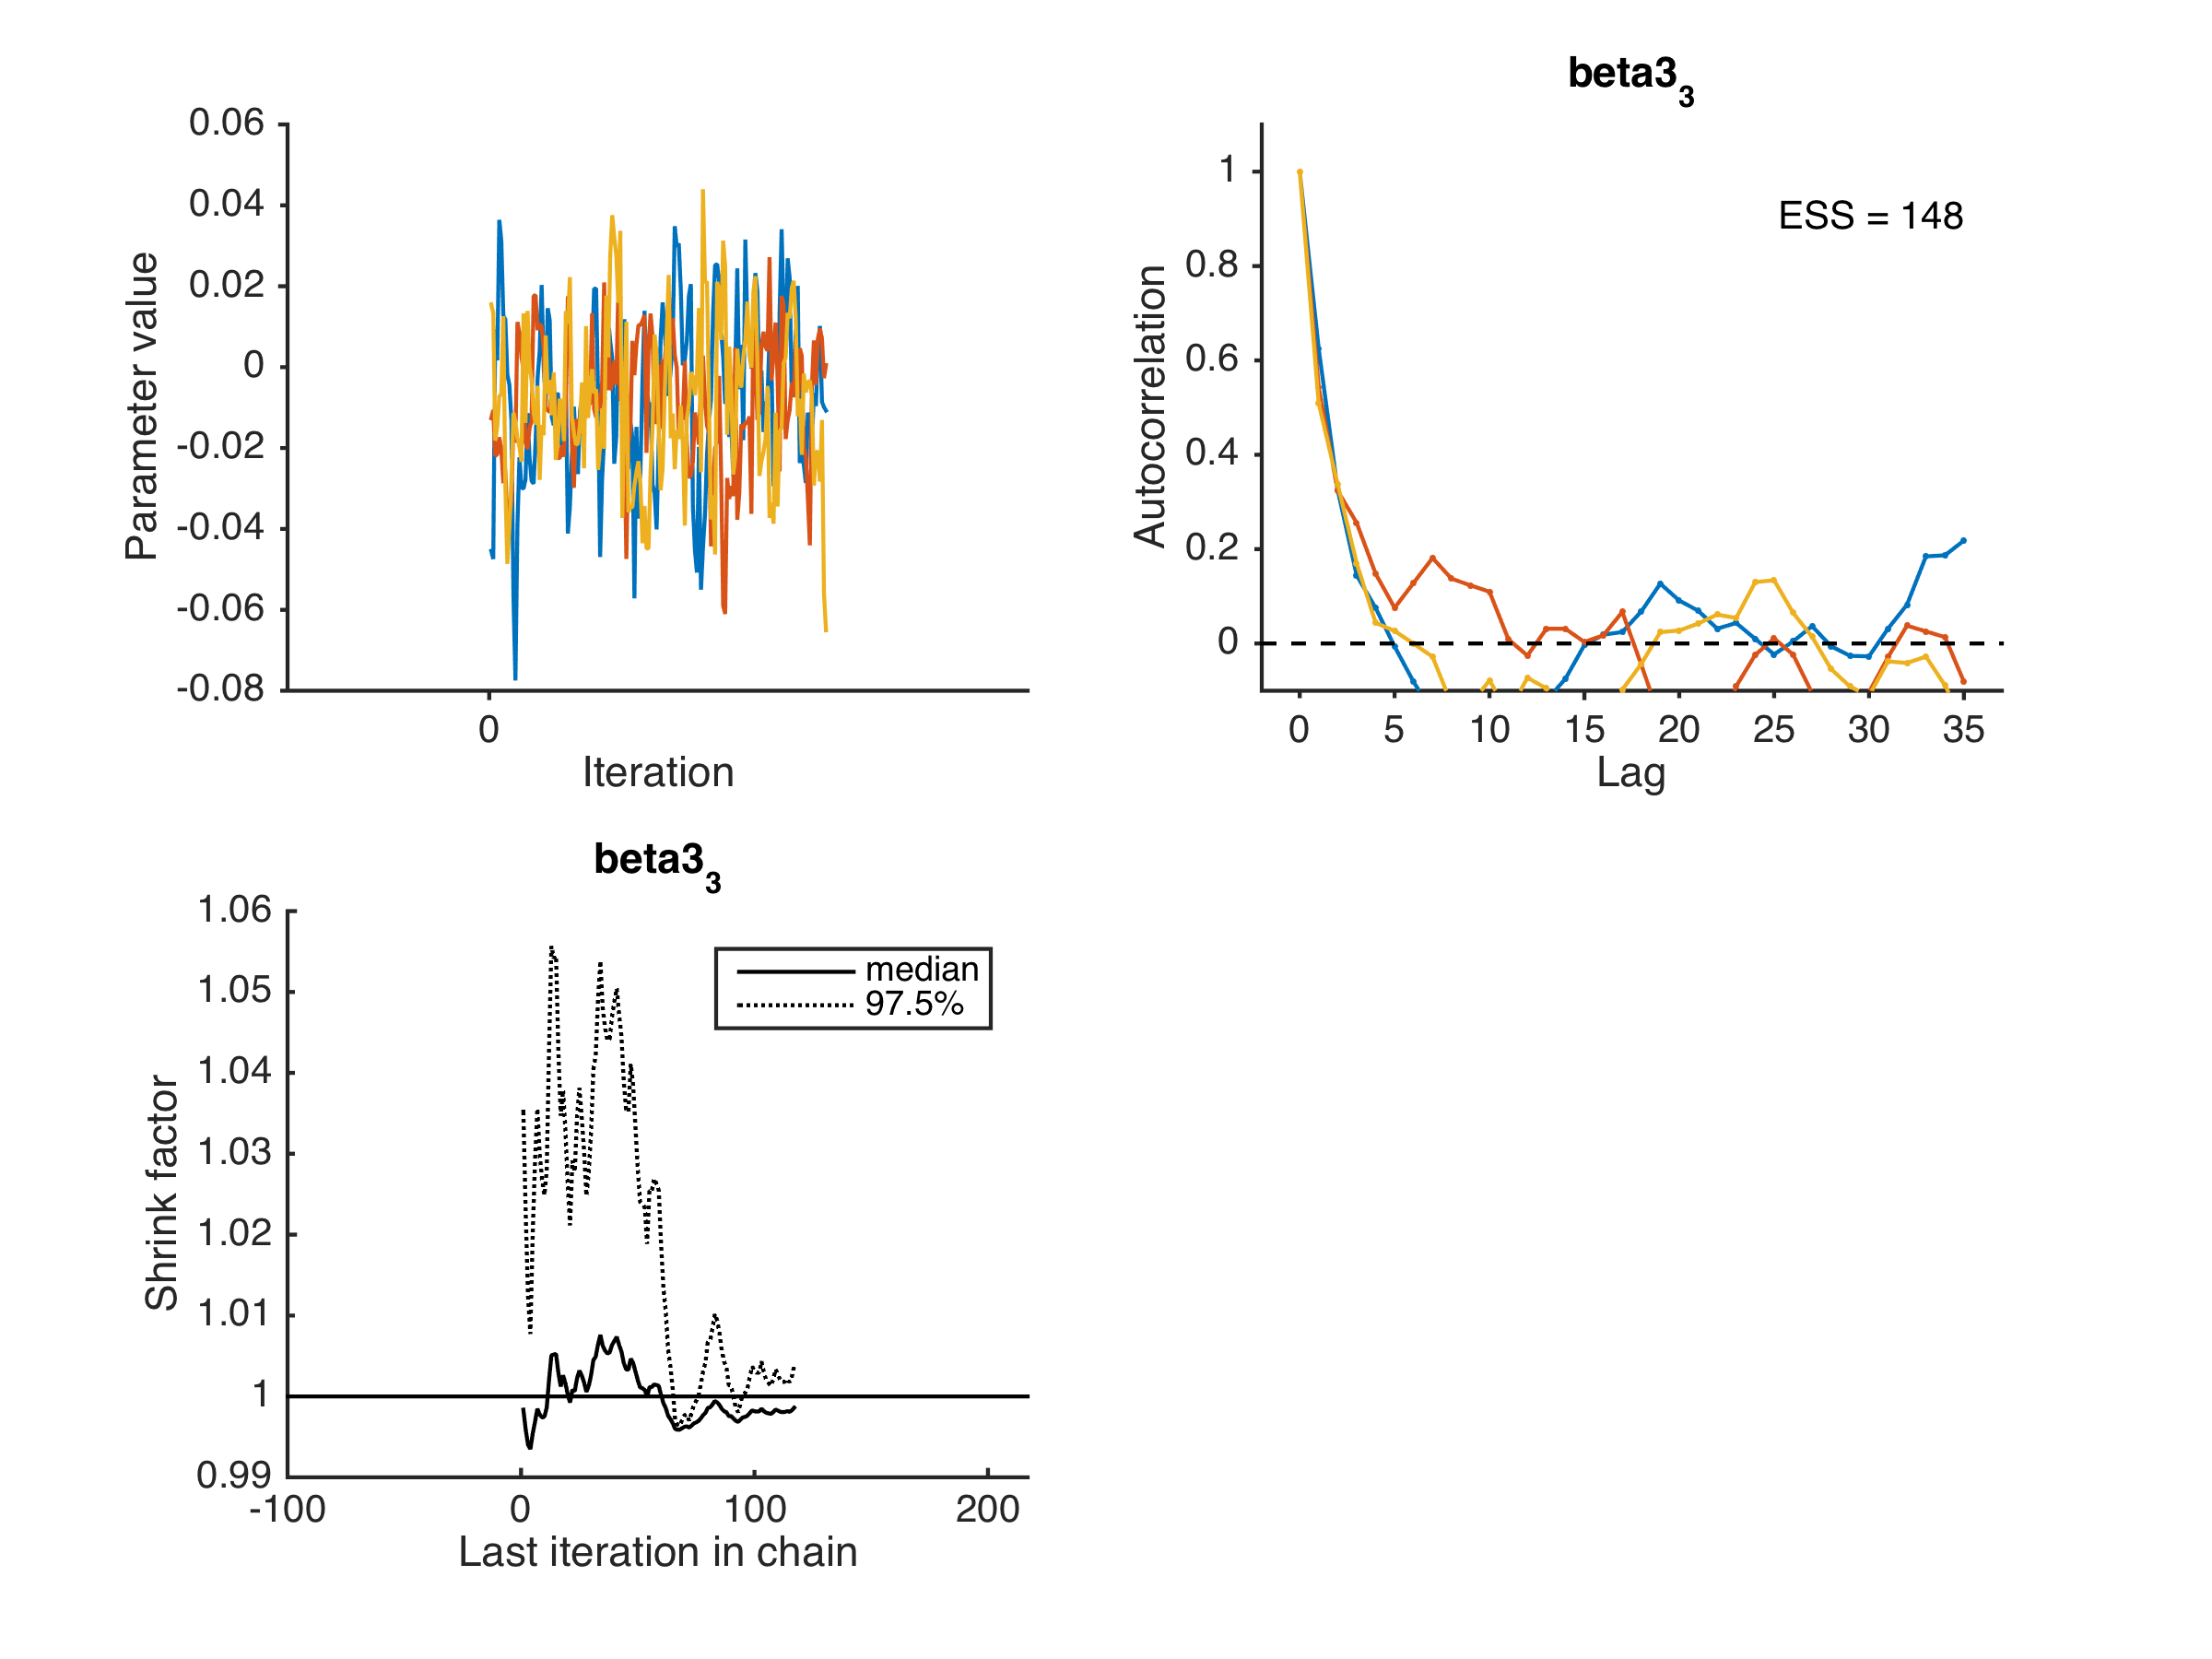 0.06
0.04
0.02
0
-0.02
-0.04
-0.06
-0.08
Parameter value
0
Iteration
beta3₃
ESS = 148
1
0.8
0.6
0.4
0.2
0
Autocorrelation
0 5 10 15 20 25 30 35
Lag
beta3₃
median
97.5%
1.06
1.05
1.04
1.03
1.02
1.01
1
0.99
Shrink factor
-100 0 100 200
Last iteration in chain